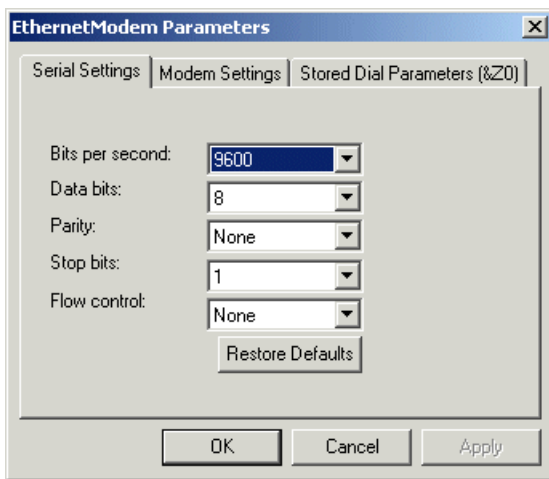 EthernetModem Parameters
Serial Settings Modem Settings Stored Dial Parameters (&Z0)
Bits per second: 9600
Data bits: 8
Parity: None
Stop bits: 1
Flow control: None
Restore Defaults
OK Cancel Apply